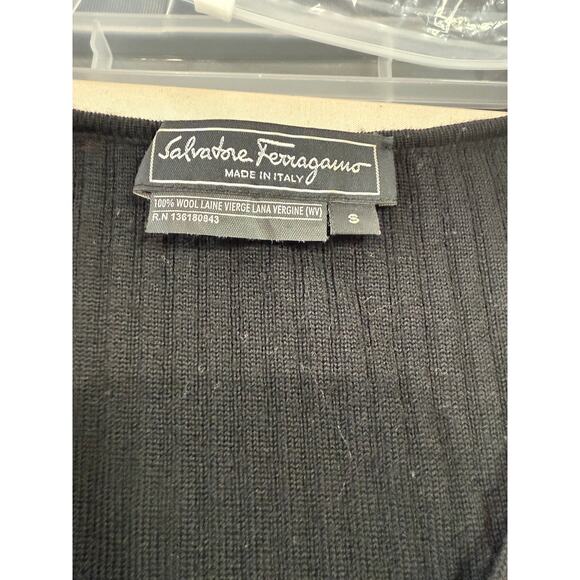 Salvatore Ferragamo
MADE IN ITALY
100% WOOL LAINE VIERGE LANA VERGINE (WV)
R.N 136180843
S